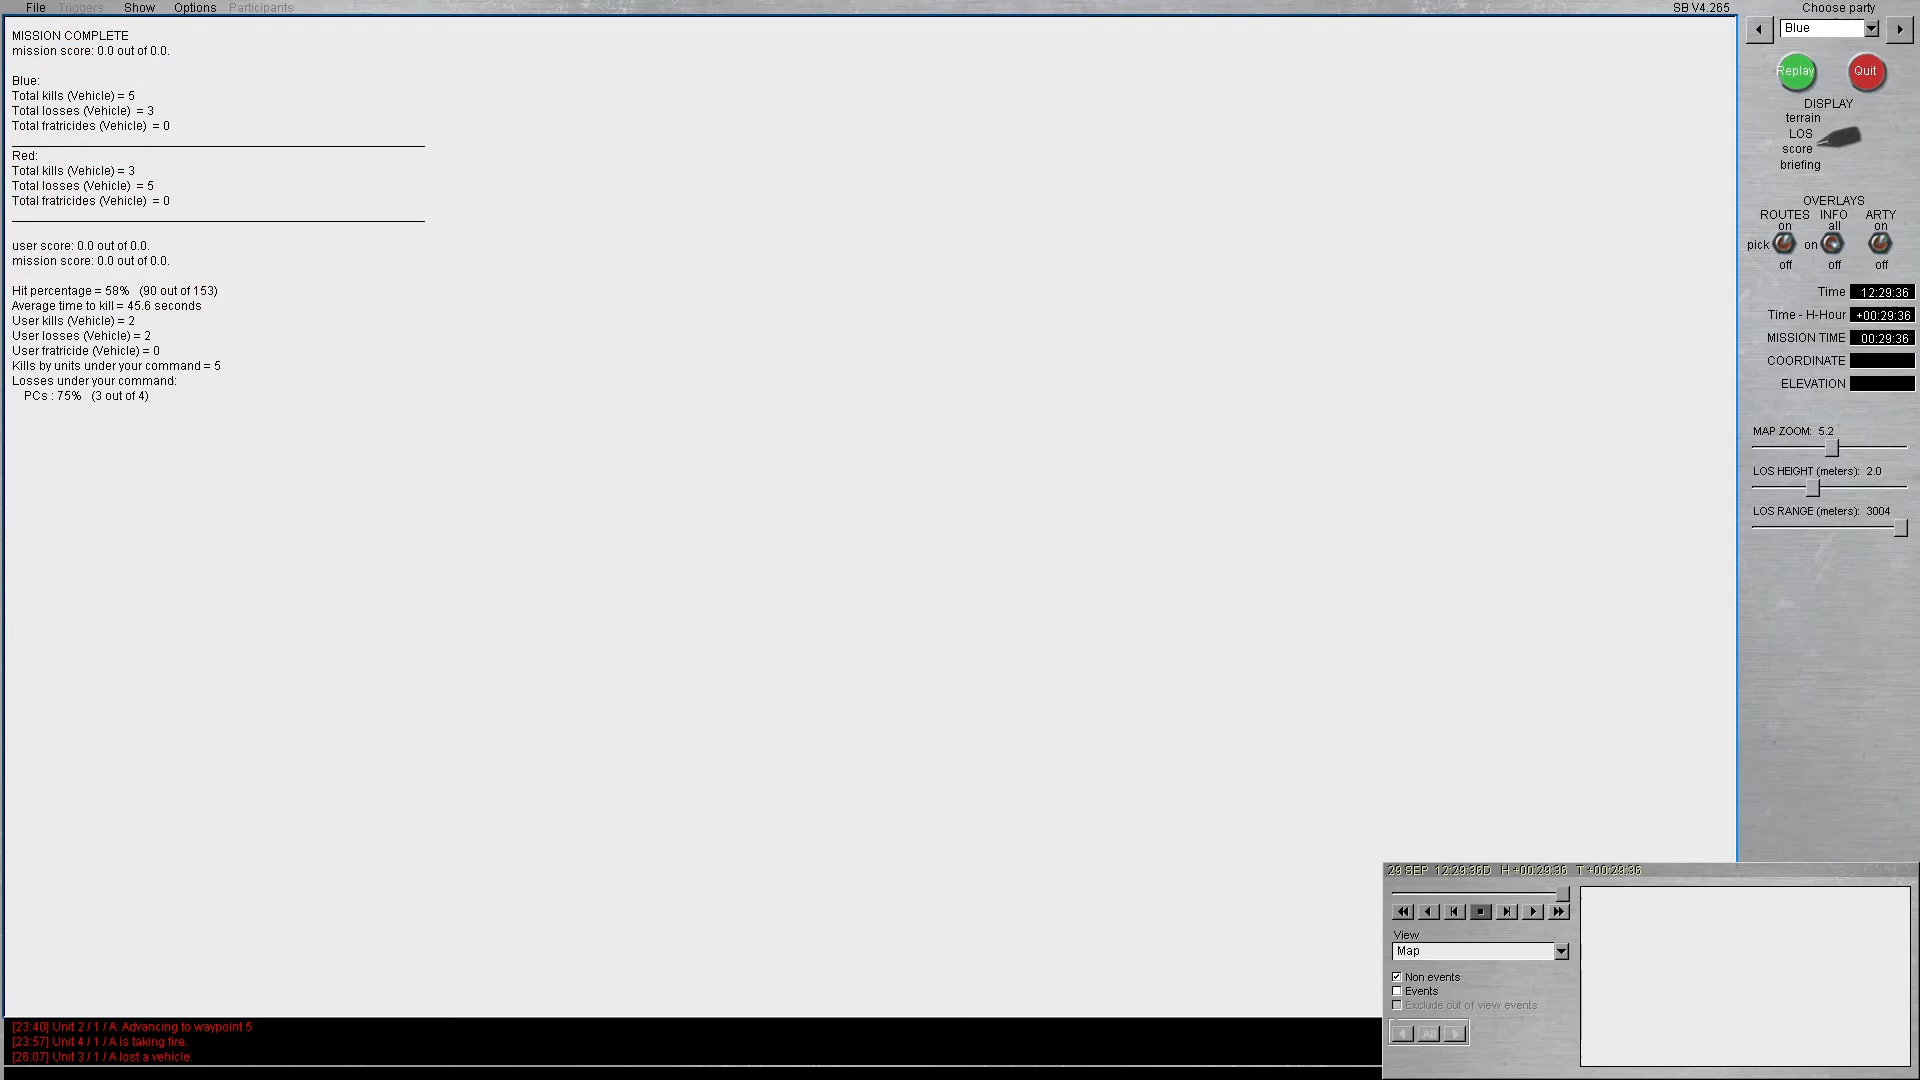 File Triggers Show Options Participants SB V4.265
MISSION COMPLETE
mission score: 0.0 out of 0.0.
Blue:
Total kills (Vehicle) = 5
Total losses (Vehicle) = 3
Total fratricides (Vehicle) = 0
Red:
Total kills (Vehicle) = 3
Total losses (Vehicle) = 5
Total fratricides (Vehicle) = 0
user score: 0.0 out of 0.0.
mission score: 0.0 out of 0.0.
Hit percentage = 58% (90 out of 153)
Average time to kill = 45.6 seconds
User kills (Vehicle) = 2
User losses (Vehicle) = 2
User fratricide (Vehicle) = 0
Kills by units under your command = 5
Losses under your command:
PCs : 75% (3 out of 4)
[23:40] Unit 2 / 1 / A: Advancing to waypoint 5
[23:57] Unit 4 / 1 / A is taking fire.
[26:07] Unit 3 / 1 / A lost a vehicle.
Choose party
Blue
Replay Quit
DISPLAY
terrain
LOS
score
briefing
OVERLAYS
ROUTES INFO ARTY
on all on
pick on
off off off
Time 12:29:36
Time - H-Hour +00:29:36
MISSION TIME 00:29:36
COORDINATE
ELEVATION
MAP ZOOM: 5.2
LOS HEIGHT (meters): 2.0
LOS RANGE (meters): 3004
29 SEP 12:29:36D H +00:29:36 T +00:29:36
View
Map
Non events
Events
Exclude out of view events
All